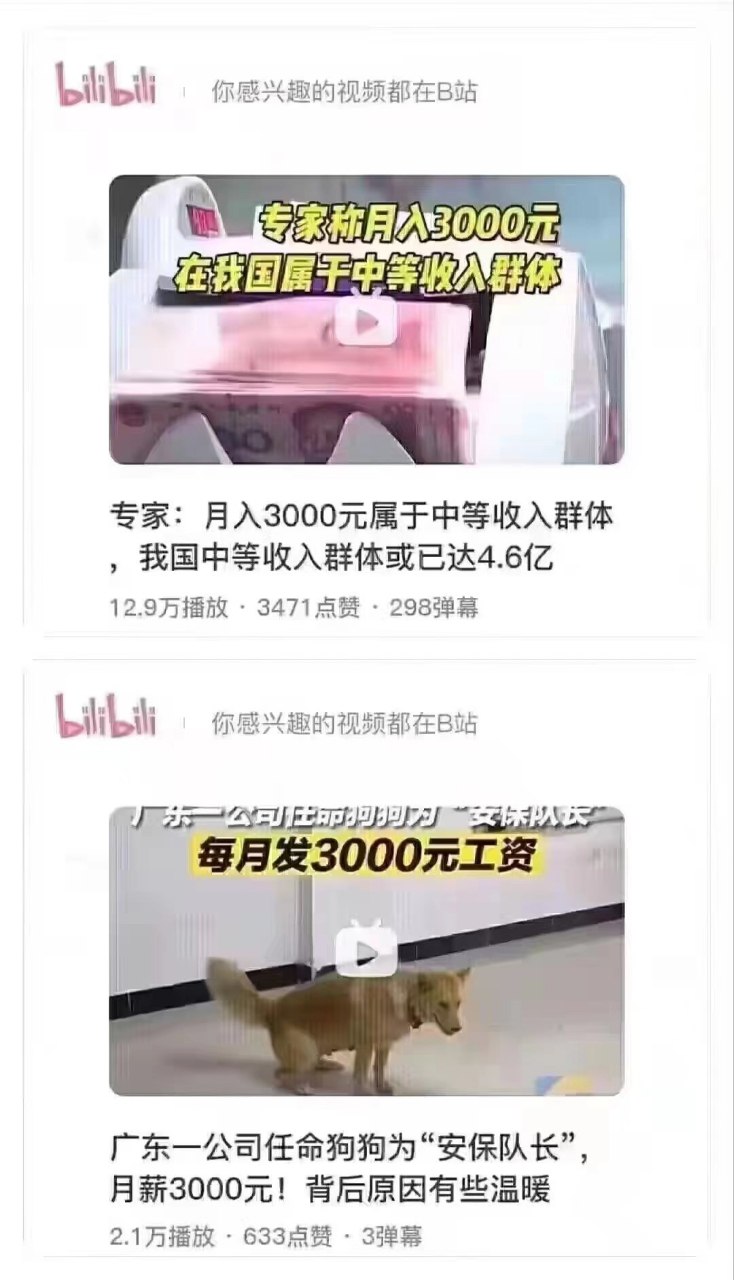 bilibili 你感兴趣的视频都在B站
专家称月入3000元
在我国属于中等收入群体
专家：月入3000元属于中等收入群体
，我国中等收入群体或已达4.6亿
12.9万播放 · 3471点赞 · 298弹幕
bilibili 你感兴趣的视频都在B站
广东一公司任命狗狗为“安保队长”
每月发3000元工资
广东一公司任命狗狗为“安保队长”，
月薪3000元！背后原因有些温暖
2.1万播放 · 633点赞 · 3弹幕